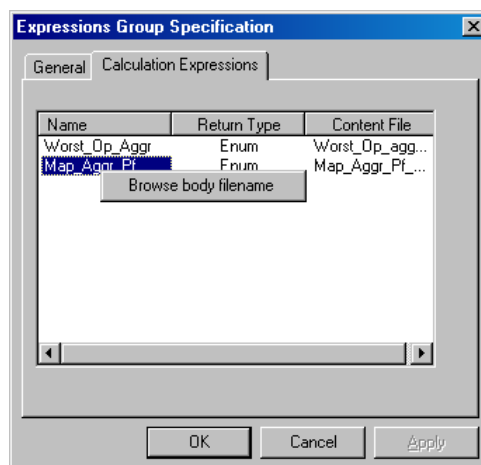 Expressions Group Specification
General Calculation Expressions
Name Return Type Content File
Worst_Op_Aggr Enum Worst_Op_agg...
Map_Aggr_Pf Enum Map_Aggr_Pf_...
Browse body filename
OK Cancel Apply